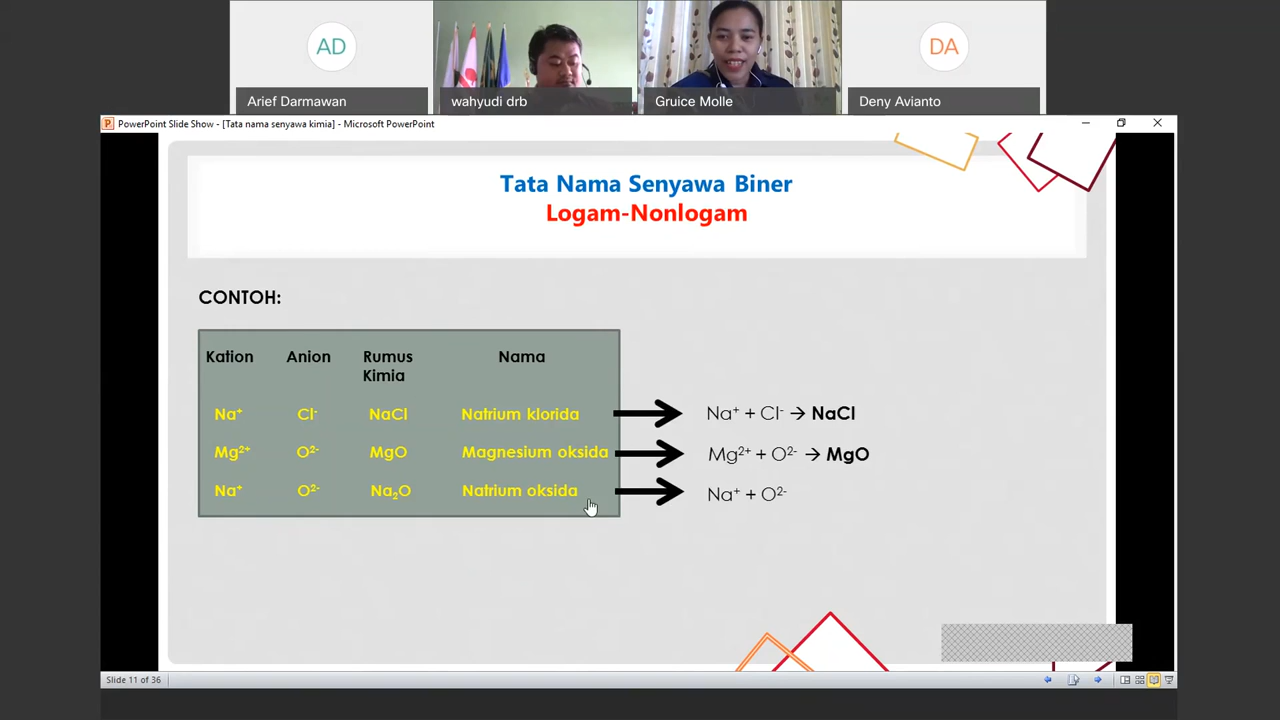 AD
DA
Arief Darmawan
wahyudi drb
Gruice Molle
Deny Avianto
PowerPoint Slide Show - [Tata nama senyawa kimia] - Microsoft PowerPoint
Tata Nama Senyawa Biner
Logam-Nonlogam
CONTOH:
Kation Anion Rumus Kimia Nama
Na⁺ Cl⁻ NaCl Natrium klorida
Na⁺ + Cl⁻ → NaCl
Mg²⁺ O²⁻ MgO Magnesium oksida
Mg²⁺ + O²⁻ → MgO
Na⁺ O²⁻ Na₂O Natrium oksida
Na⁺ + O²⁻
Slide 11 of 36